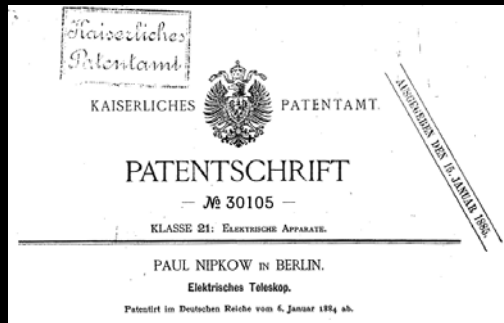 Kaiserliches
Patentamt.
KAISERLICHES PATENTAMT.
AUSGEGEBEN DEN 15. JANUAR 1885.
PATENTSCHRIFT
— № 30105 —
KLASSE 21: ELEKTRISCHE APPARATE.
PAUL NIPKOW IN BERLIN.
Elektrisches Teleskop.
Patentirt im Deutschen Reiche vom 6. Januar 1884 ab.